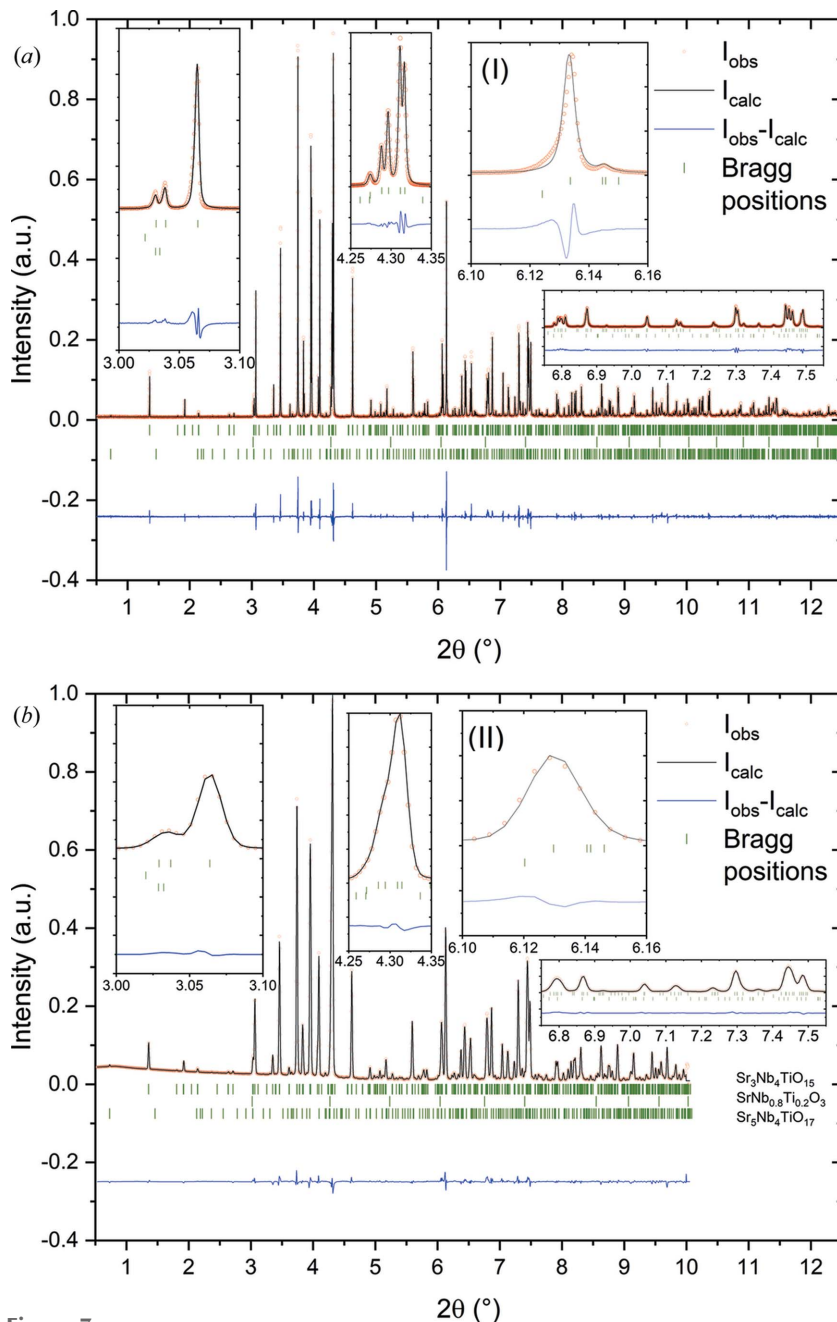 (a)
1.0
0.8
0.6
0.4
0.2
0.0
-0.2
-0.4
Intensity (a.u.)
3.00 3.05 3.10
4.25 4.30 4.35
(I)
6.10 6.12 6.14 6.16
I_obs
I_calc
I_obs-I_calc
Bragg
positions
6.8 6.9 7.0 7.1 7.2 7.3 7.4 7.5
1 2 3 4 5 6 7 8 9 10 11 12
2θ (°)
(b)
1.0
0.8
0.6
0.4
0.2
0.0
-0.2
-0.4
Intensity (a.u.)
3.00 3.05 3.10
4.25 4.30 4.35
(II)
6.10 6.12 6.14 6.16
I_obs
I_calc
I_obs-I_calc
Bragg
positions
6.8 6.9 7.0 7.1 7.2 7.3 7.4 7.5
Sr₃Nb₄TiO₁₅
SrNb₀.₈Ti₀.₂O₃
Sr₅Nb₄TiO₁₇
1 2 3 4 5 6 7 8 9 10 11 12
2θ (°)